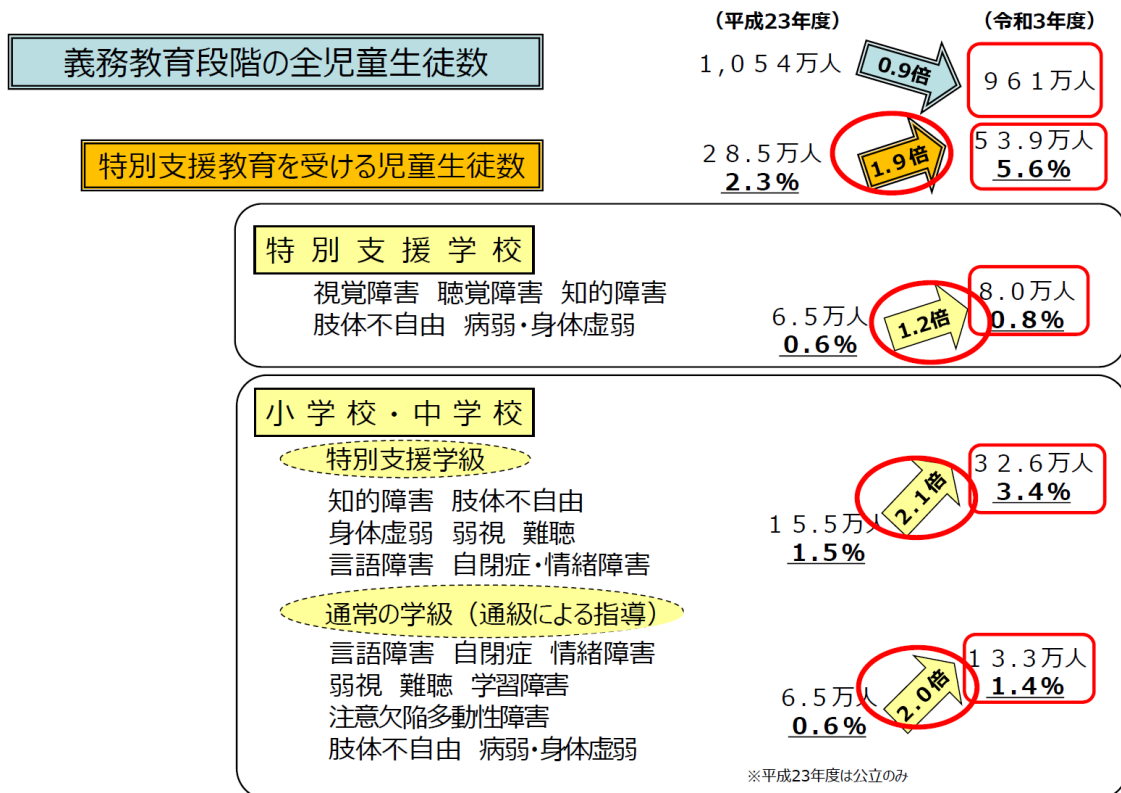 （平成23年度）　（令和3年度）
義務教育段階の全児童生徒数　１,０５４万人　0.9倍　９６１万人
特別支援教育を受ける児童生徒数　２８.５万人　1.9倍　５３.９万人
2.3%　5.6%
特別支援学校
視覚障害　聴覚障害　知的障害　８.０万人
肢体不自由　病弱・身体虚弱　６.５万人　1.2倍　0.8%
0.6%
小学校・中学校
特別支援学級　３２.６万人
知的障害　肢体不自由　2.1倍　3.4%
身体虚弱　弱視　難聴　１５.５万人
言語障害　自閉症・情緒障害　1.5%
通常の学級（通級による指導）
言語障害　自閉症　情緒障害　１３.３万人
弱視　難聴　学習障害　2.0倍　1.4%
注意欠陥多動性障害　６.５万人
肢体不自由　病弱・身体虚弱　0.6%
※平成23年度は公立のみ